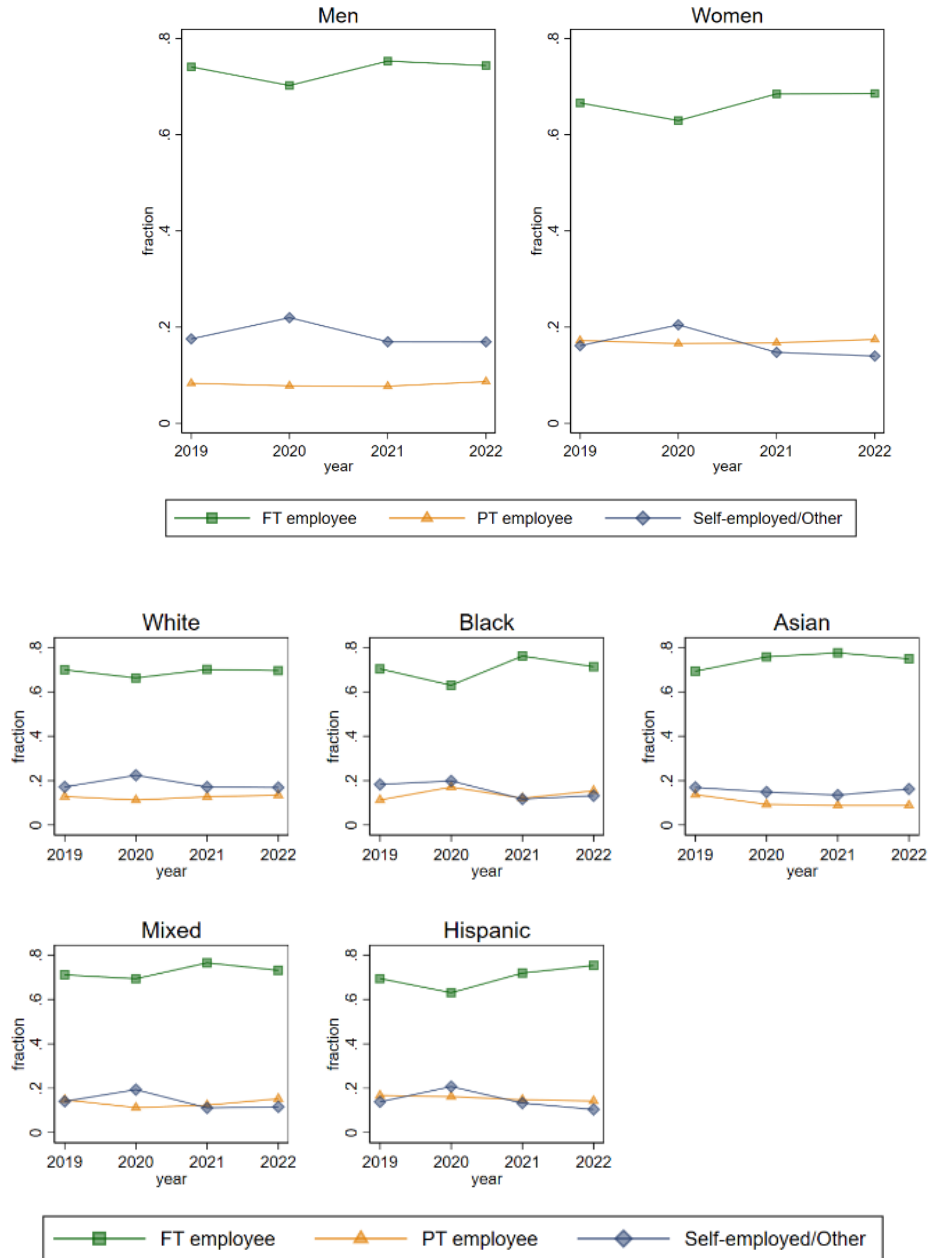 Men
Women
.8
.6
.4
.2
0
fraction
2019 2020 2021 2022
year
.8
.6
.4
.2
0
fraction
2019 2020 2021 2022
year
FT employee PT employee Self-employed/Other
White
Black
Asian
.8
.6
.4
.2
0
fraction
2019 2020 2021 2022
year
.8
.6
.4
.2
0
fraction
2019 2020 2021 2022
year
.8
.6
.4
.2
0
fraction
2019 2020 2021 2022
year
Mixed
Hispanic
.8
.6
.4
.2
0
fraction
2019 2020 2021 2022
year
.8
.6
.4
.2
0
fraction
2019 2020 2021 2022
year
FT employee PT employee Self-employed/Other